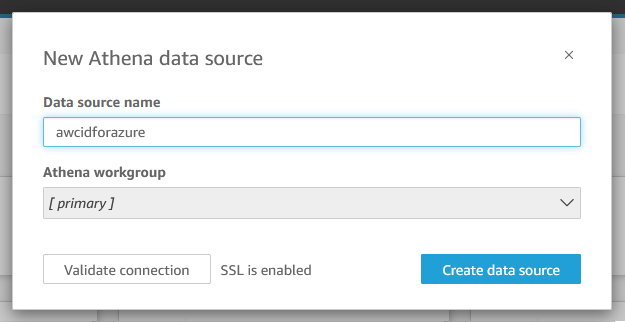 New Athena data source
Data source name
awcidforazure
Athena workgroup
[ primary ]
Validate connection SSL is enabled Create data source